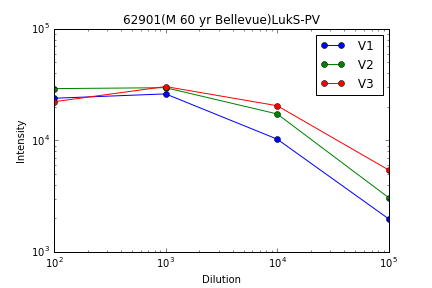 62901(M 60 yr Bellevue)LukS-PV
10^5
10^4
10^3
Intensity
V1
V2
V3
10^2 10^3 10^4 10^5
Dilution